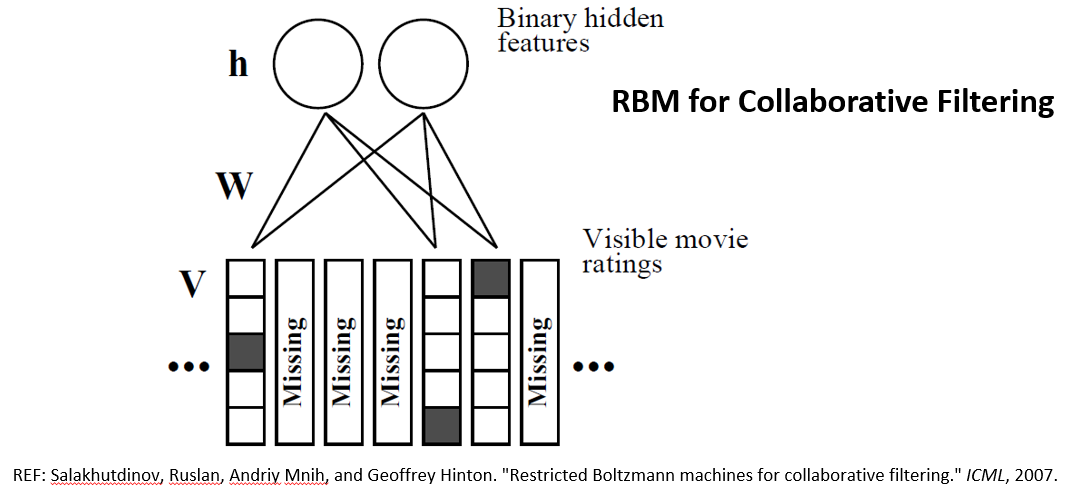 Binary hidden
features
h
RBM for Collaborative Filtering
W
Visible movie
ratings
V
Missing
Missing
Missing
Missing
...
...
REF: Salakhutdinov, Ruslan, Andriy Mnih, and Geoffrey Hinton. "Restricted Boltzmann machines for collaborative filtering." ICML, 2007.